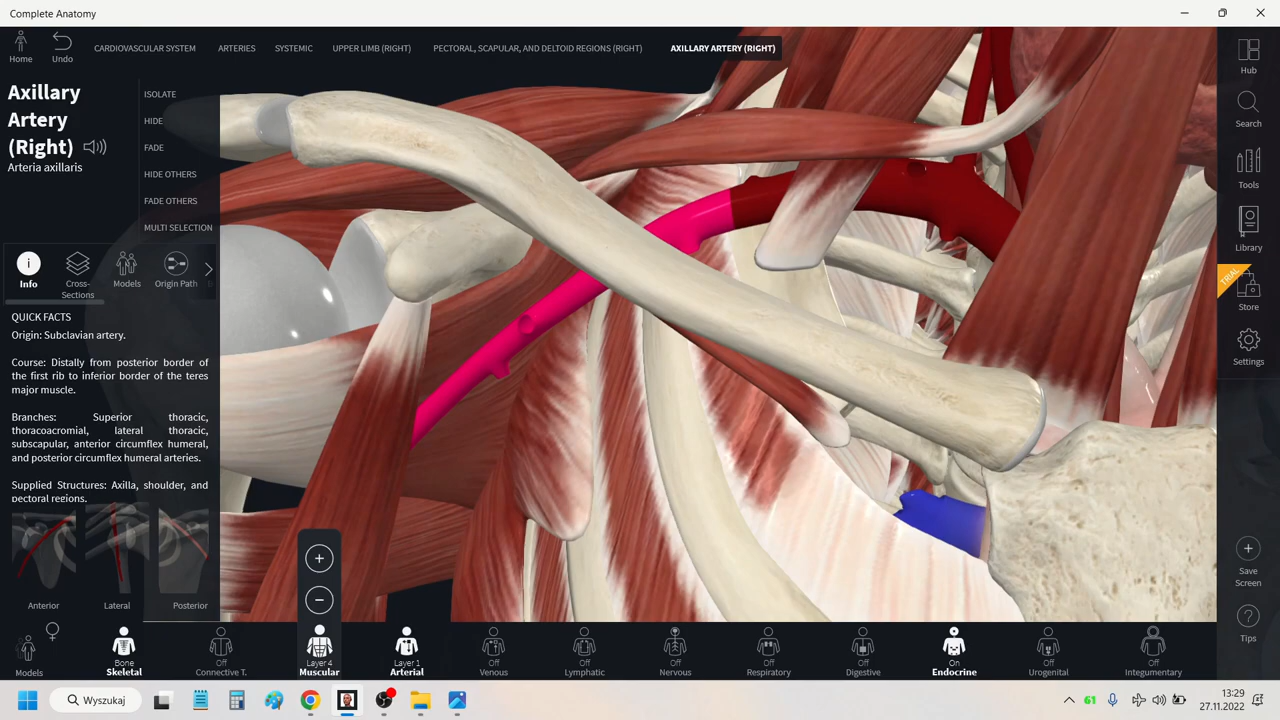 Complete Anatomy
Home
Undo
CARDIOVASCULAR SYSTEM
ARTERIES
SYSTEMIC
UPPER LIMB (RIGHT)
PECTORAL, SCAPULAR, AND DELTOID REGIONS (RIGHT)
AXILLARY ARTERY (RIGHT)
Axillary
Artery
(Right)
Arteria axillaris
ISOLATE
HIDE
FADE
HIDE OTHERS
FADE OTHERS
MULTI SELECTION
Info
Cross-
Sections
Models
Origin Path
QUICK FACTS
Origin: Subclavian artery.
Course: Distally from posterior border of
the first rib to inferior border of the teres
major muscle.
Branches: Superior thoracic,
thoracoacromial, lateral thoracic,
subscapular, anterior circumflex humeral,
and posterior circumflex humeral arteries.
Supplied Structures: Axilla, shoulder, and
pectoral regions.
Anterior
Lateral
Posterior
Hub
Search
Tools
Library
TRIAL
Store
Settings
Save
Screen
Tips
Models
Bone
Skeletal
Off
Connective T.
Layer 4
Muscular
Layer 1
Arterial
Off
Venous
Off
Lymphatic
Off
Nervous
Off
Respiratory
Off
Digestive
On
Endocrine
Off
Urogenital
Off
Integumentary
Wyszukaj
61
13:29
27.11.2022